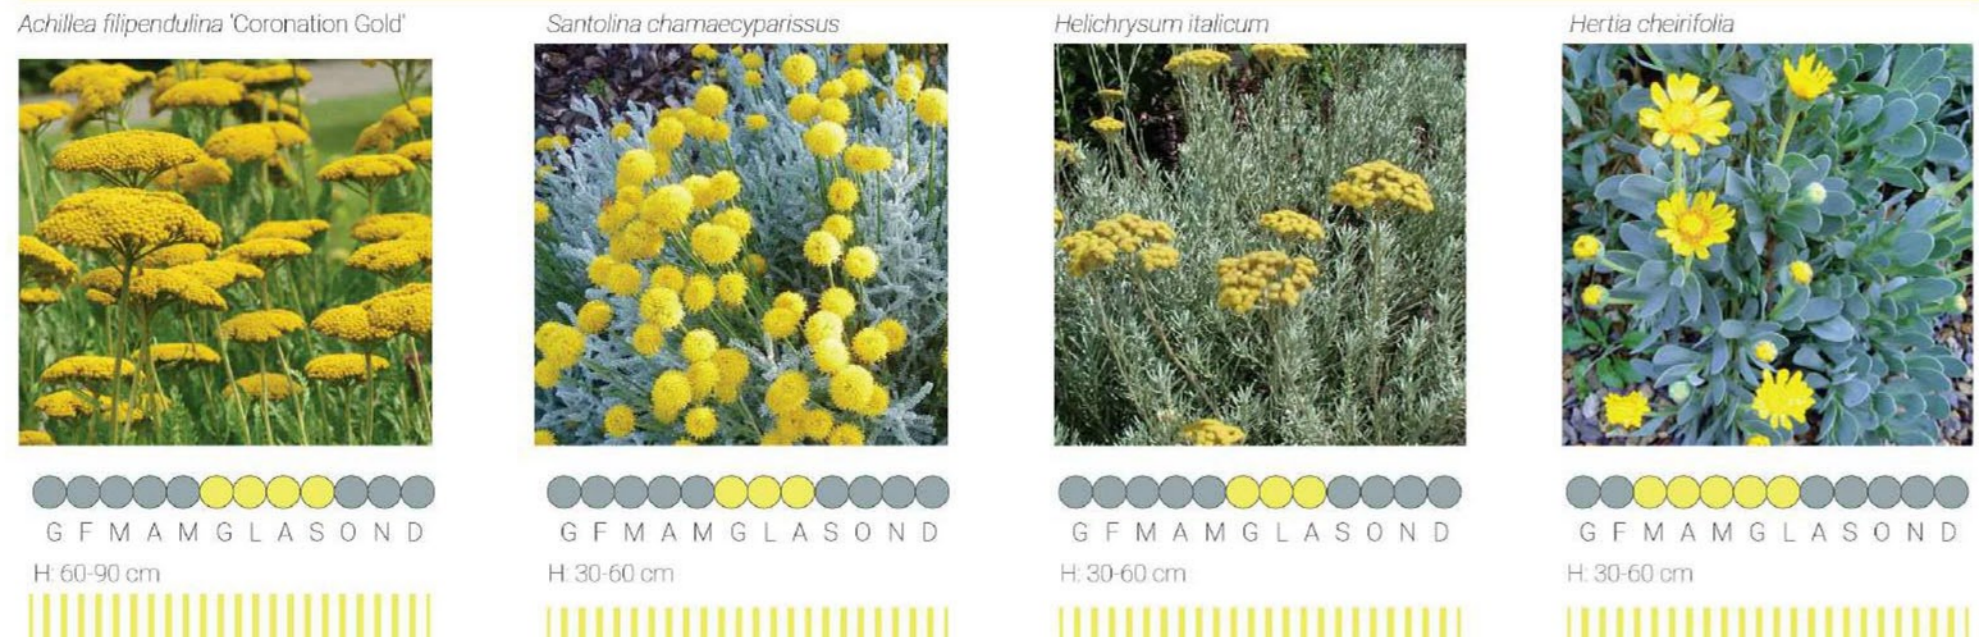 Achillea filipendulina 'Coronation Gold'
Santolina chamaecyparissus
Helichrysum italicum
Hertia cheirifolia
G F M A M G L A S O N D
G F M A M G L A S O N D
G F M A M G L A S O N D
G F M A M G L A S O N D
H: 60-90 cm
H: 30-60 cm
H: 30-60 cm
H: 30-60 cm